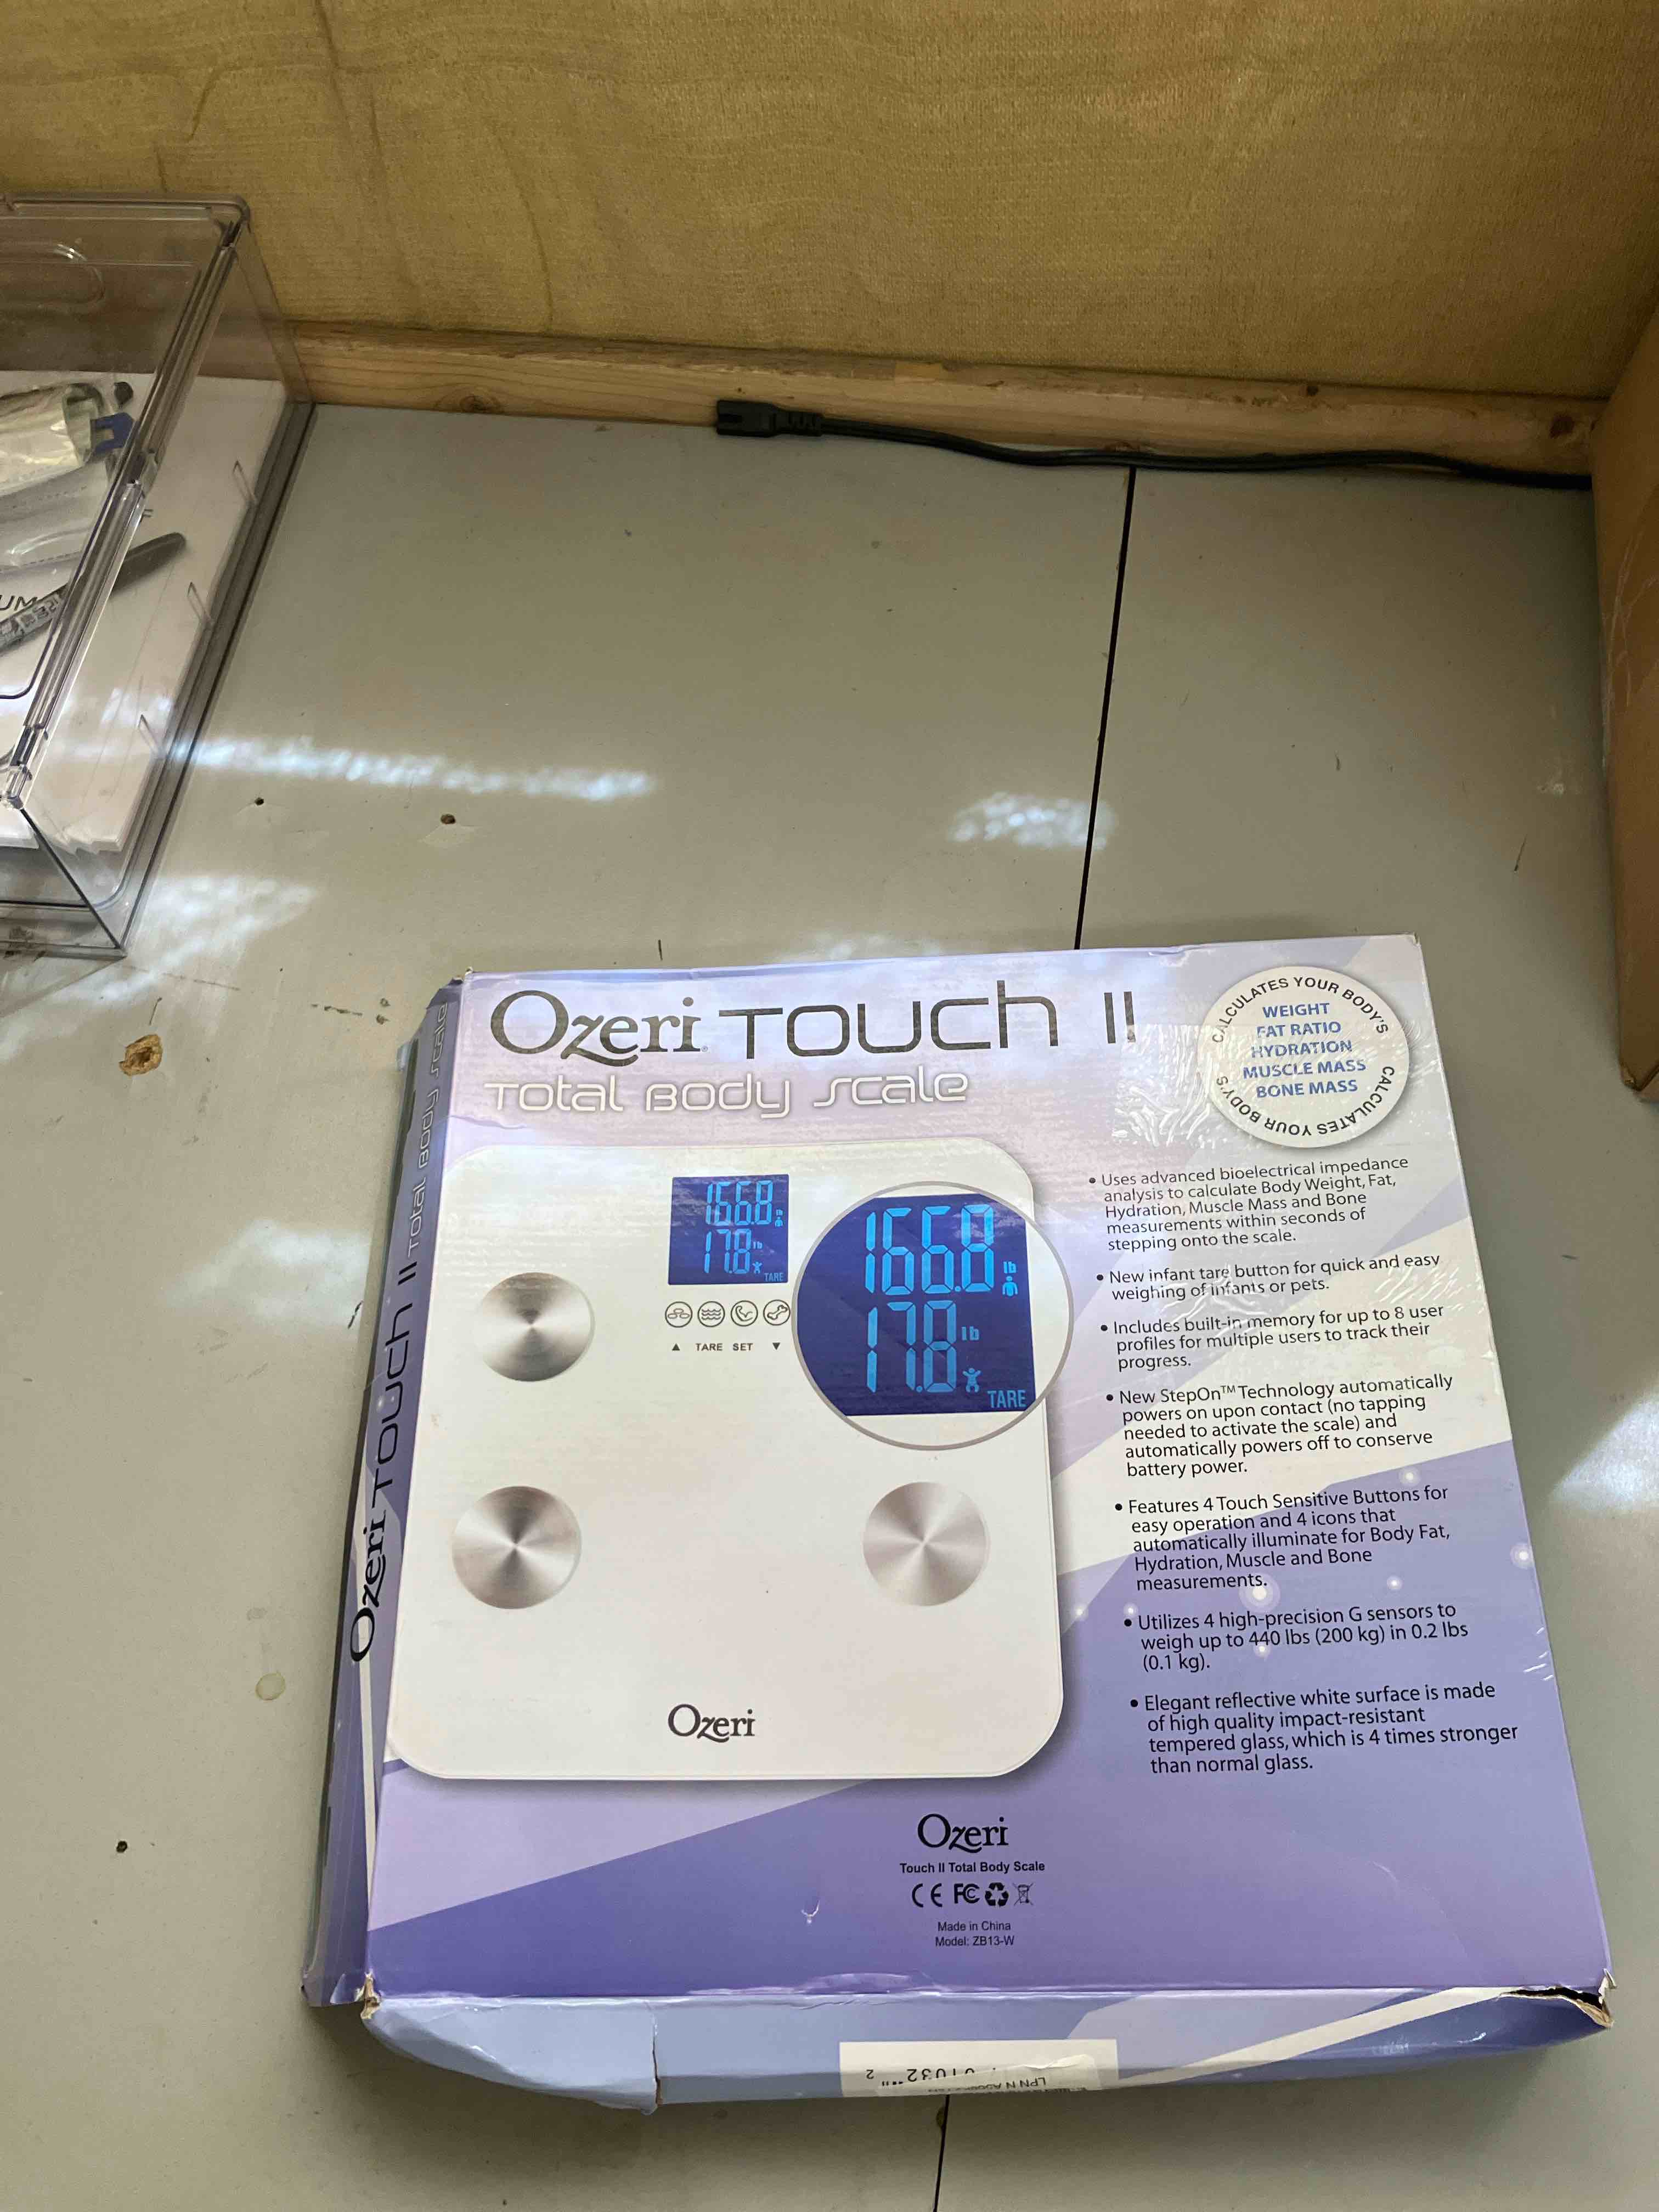 Ozeri TOUCH II
Total Body Scale
CALCULATES YOUR BODY'S
WEIGHT
FAT RATIO
HYDRATION
MUSCLE MASS
BONE MASS
CALCULATES YOUR BODY'S
166.8 lb
17.8 lb
TARE
▲ TARE SET ▼
166.8 lb
17.8 lb
TARE
Ozeri
• Uses advanced bioelectrical impedance
analysis to calculate Body Weight, Fat,
Hydration, Muscle Mass and Bone
measurements within seconds of
stepping onto the scale.
• New infant tare button for quick and easy
weighing of infants or pets.
• Includes built-in memory for up to 8 user
profiles for multiple users to track their
progress.
• New StepOn™ Technology automatically
powers on upon contact (no tapping
needed to activate the scale) and
automatically powers off to conserve
battery power.
• Features 4 Touch Sensitive Buttons for
easy operation and 4 icons that
automatically illuminate for Body Fat,
Hydration, Muscle and Bone
measurements.
• Utilizes 4 high-precision G sensors to
weigh up to 440 lbs (200 kg) in 0.2 lbs
(0.1 kg).
• Elegant reflective white surface is made
of high quality impact-resistant
tempered glass, which is 4 times stronger
than normal glass.
Ozeri
Touch II Total Body Scale
CE FC
Made in China
Model: ZB13-W
Ozeri TOUCH II Total Body Scale
LPN